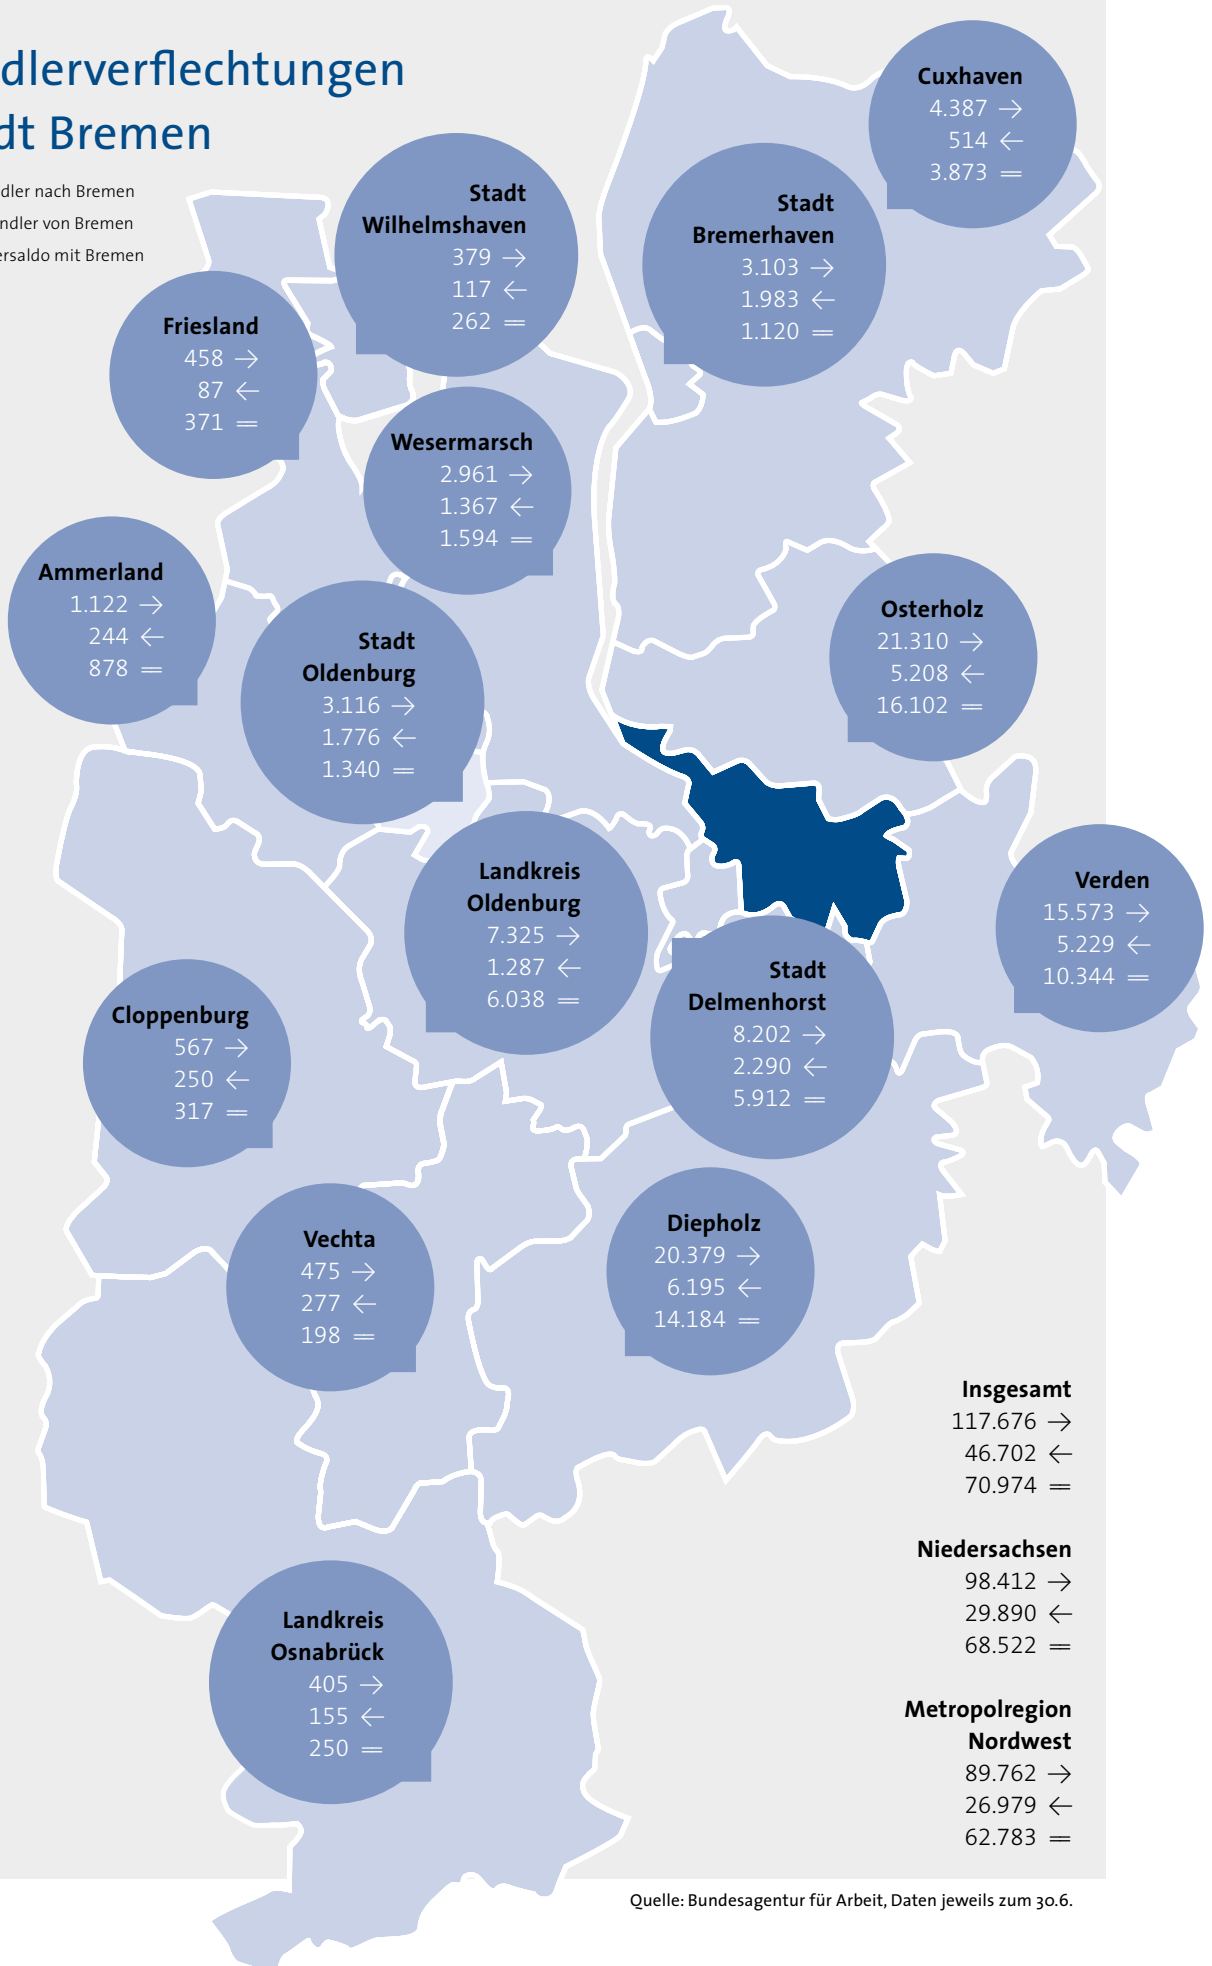 dlerverflechtungen
dt Bremen
dler nach Bremen
ndler von Bremen
ersaldo mit Bremen
Cuxhaven
4.387 →
514 ←
3.873 =
Stadt
Wilhelmshaven
379 →
117 ←
262 =
Stadt
Bremerhaven
3.103 →
1.983 ←
1.120 =
Friesland
458 →
87 ←
371 =
Wesermarsch
2.961 →
1.367 ←
1.594 =
Ammerland
1.122 →
244 ←
878 =
Stadt
Oldenburg
3.116 →
1.776 ←
1.340 =
Osterholz
21.310 →
5.208 ←
16.102 =
Landkreis
Oldenburg
7.325 →
1.287 ←
6.038 =
Verden
15.573 →
5.229 ←
10.344 =
Stadt
Delmenhorst
8.202 →
2.290 ←
5.912 =
Cloppenburg
567 →
250 ←
317 =
Vechta
475 →
277 ←
198 =
Diepholz
20.379 →
6.195 ←
14.184 =
Landkreis
Osnabrück
405 →
155 ←
250 =
Insgesamt
117.676 →
46.702 ←
70.974 =
Niedersachsen
98.412 →
29.890 ←
68.522 =
Metropolregion
Nordwest
89.762 →
26.979 ←
62.783 =
Quelle: Bundesagentur für Arbeit, Daten jeweils zum 30.6.